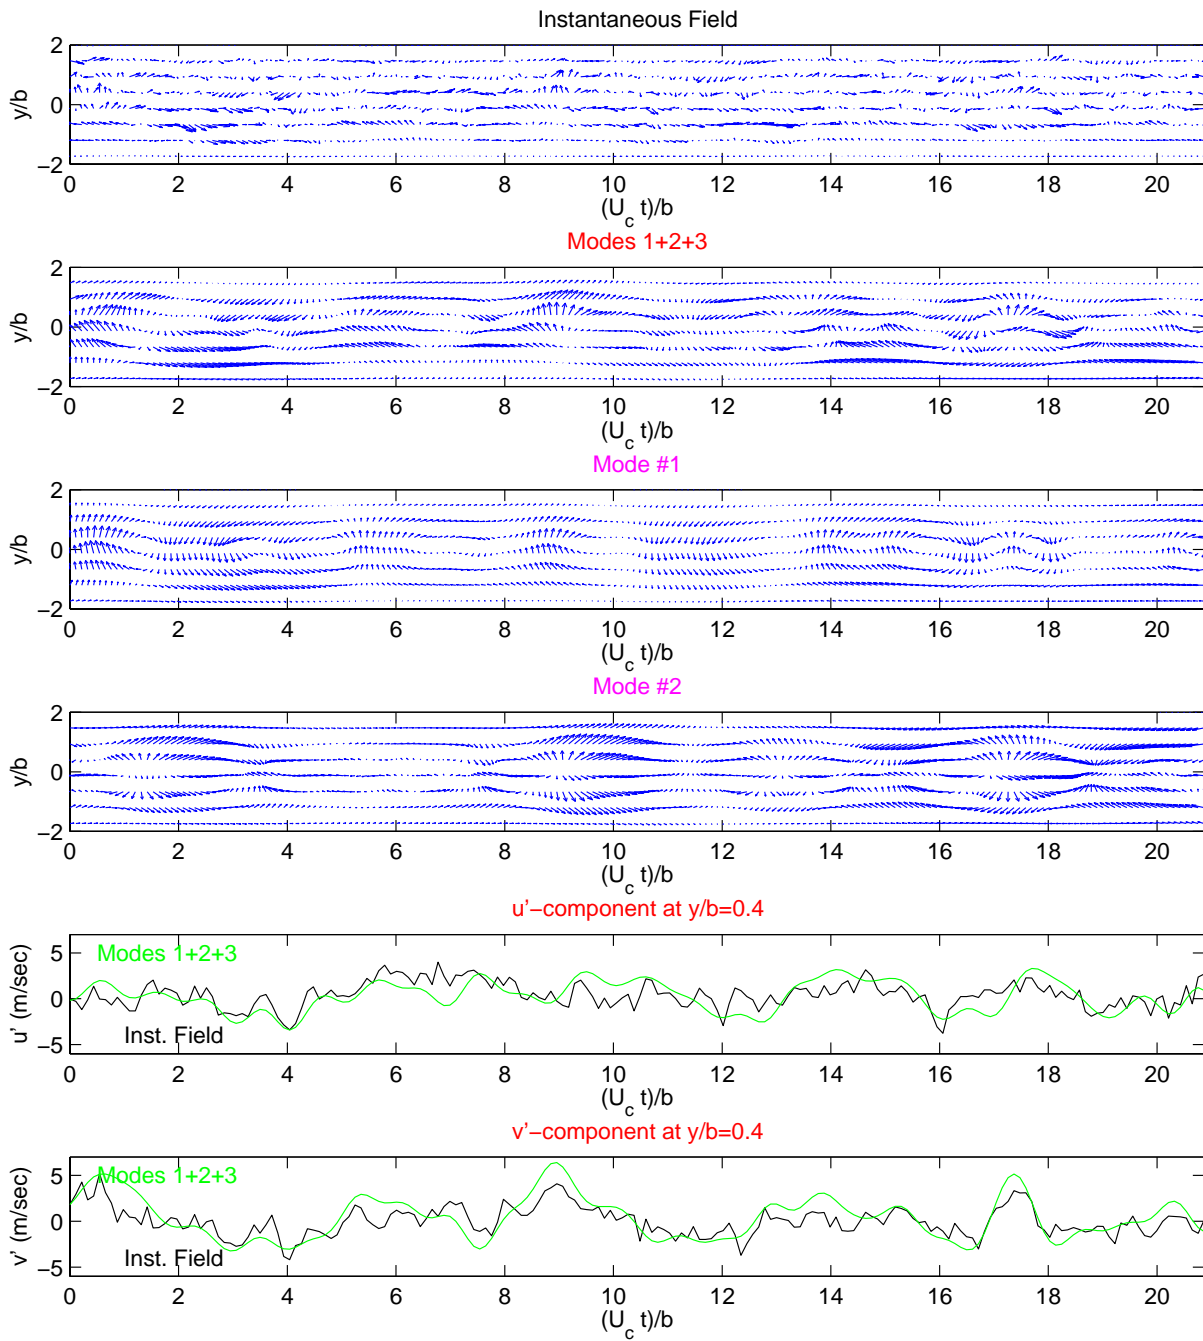 Instantaneous Field
2
0
−2
y/b
0 2 4 6 8 10 12 14 16 18 20
(U_c t)/b
Modes 1+2+3
2
0
−2
y/b
0 2 4 6 8 10 12 14 16 18 20
(U_c t)/b
Mode #1
2
0
−2
y/b
0 2 4 6 8 10 12 14 16 18 20
(U_c t)/b
Mode #2
2
0
−2
y/b
0 2 4 6 8 10 12 14 16 18 20
(U_c t)/b
u'−component at y/b=0.4
5
0
−5
u' (m/sec)
Modes 1+2+3
Inst. Field
0 2 4 6 8 10 12 14 16 18 20
(U_c t)/b
v'−component at y/b=0.4
5
0
−5
v' (m/sec)
Modes 1+2+3
Inst. Field
0 2 4 6 8 10 12 14 16 18 20
(U_c t)/b